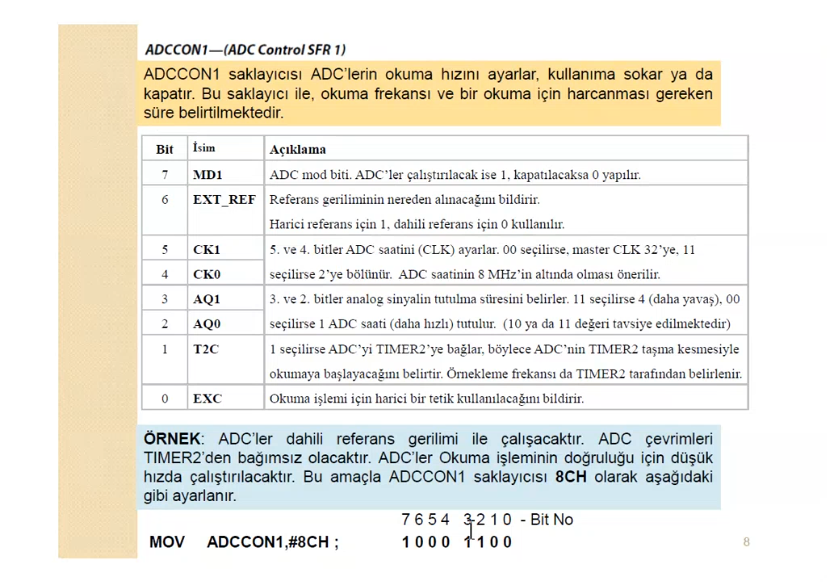 ADCCON1—(ADC Control SFR 1)
ADCCON1 saklayıcısı ADC'lerin okuma hızını ayarlar, kullanıma sokar ya da
kapatır. Bu saklayıcı ile, okuma frekansı ve bir okuma için harcanması gereken
süre belirtilmektedir.
Bit İsim Açıklama
7 MD1 ADC mod biti. ADC'ler çalıştırılacak ise 1, kapatılacaksa 0 yapılır.
6 EXT_REF Referans geriliminin nereden alınacağını bildirir.
Harici referans için 1, dahili referans için 0 kullanılır.
5 CK1 5. ve 4. bitler ADC saatini (CLK) ayarlar. 00 seçilirse, master CLK 32'ye, 11
4 CK0 seçilirse 2'ye bölünür. ADC saatinin 8 MHz'in altında olması önerilir.
3 AQ1 3. ve 2. bitler analog sinyalin tutulma süresini belirler. 11 seçilirse 4 (daha yavaş), 00
2 AQ0 seçilirse 1 ADC saati (daha hızlı) tutulur. (10 ya da 11 değeri tavsiye edilmektedir)
1 T2C 1 seçilirse ADC'yi TIMER2'ye bağlar, böylece ADC'nin TIMER2 taşma kesmesiyle
okumaya başlayacağını belirtir. Örnekleme frekansı da TIMER2 tarafından belirlenir.
0 EXC Okuma işlemi için harici bir tetik kullanılacağını bildirir.
ÖRNEK: ADC'ler dahili referans gerilimi ile çalışacaktır. ADC çevrimleri
TIMER2'den bağımsız olacaktır. ADC'ler Okuma işleminin doğruluğu için düşük
hızda çalıştırılacaktır. Bu amaçla ADCCON1 saklayıcısı 8CH olarak aşağıdaki
gibi ayarlanır.
7 6 5 4 3 2 1 0 - Bit No
MOV ADCCON1,#8CH ; 1 0 0 0 1 1 0 0
8